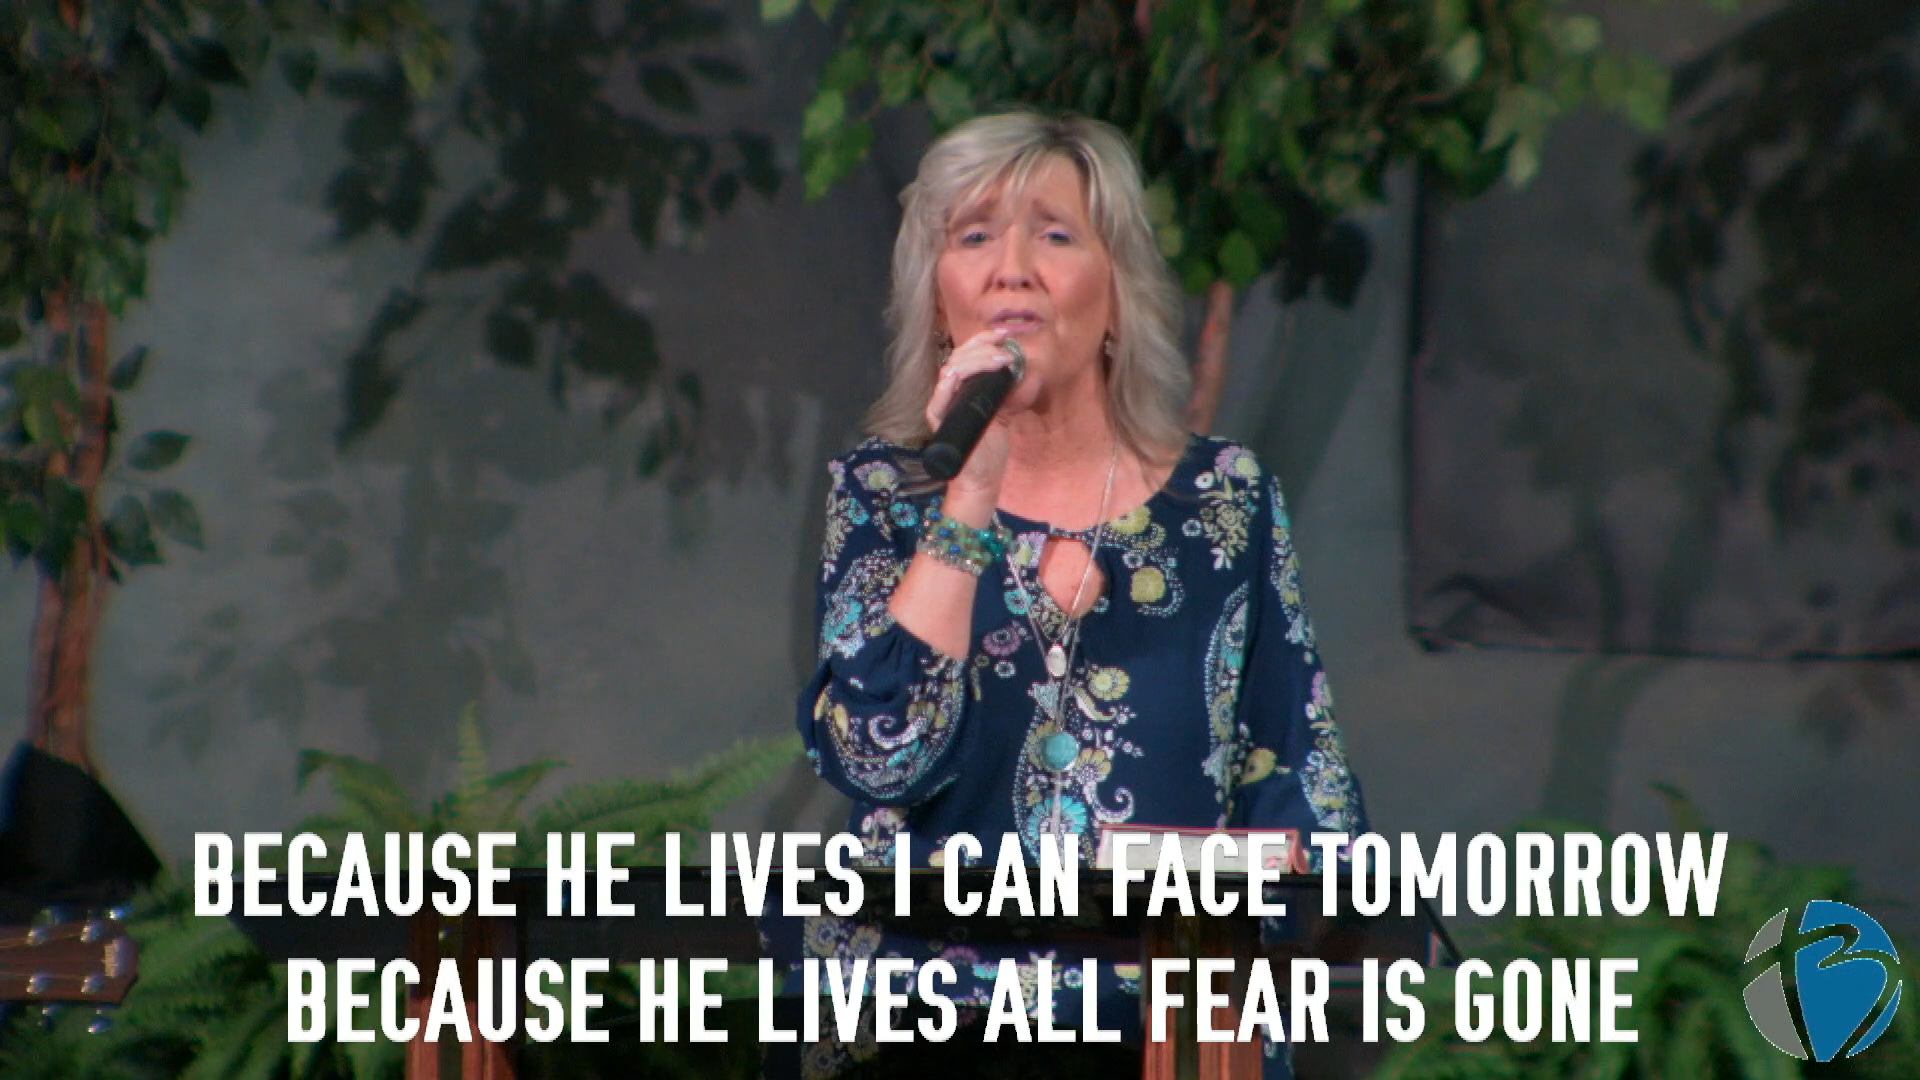 BECAUSE HE LIVES I CAN FACE TOMORROW
BECAUSE HE LIVES ALL FEAR IS GONE